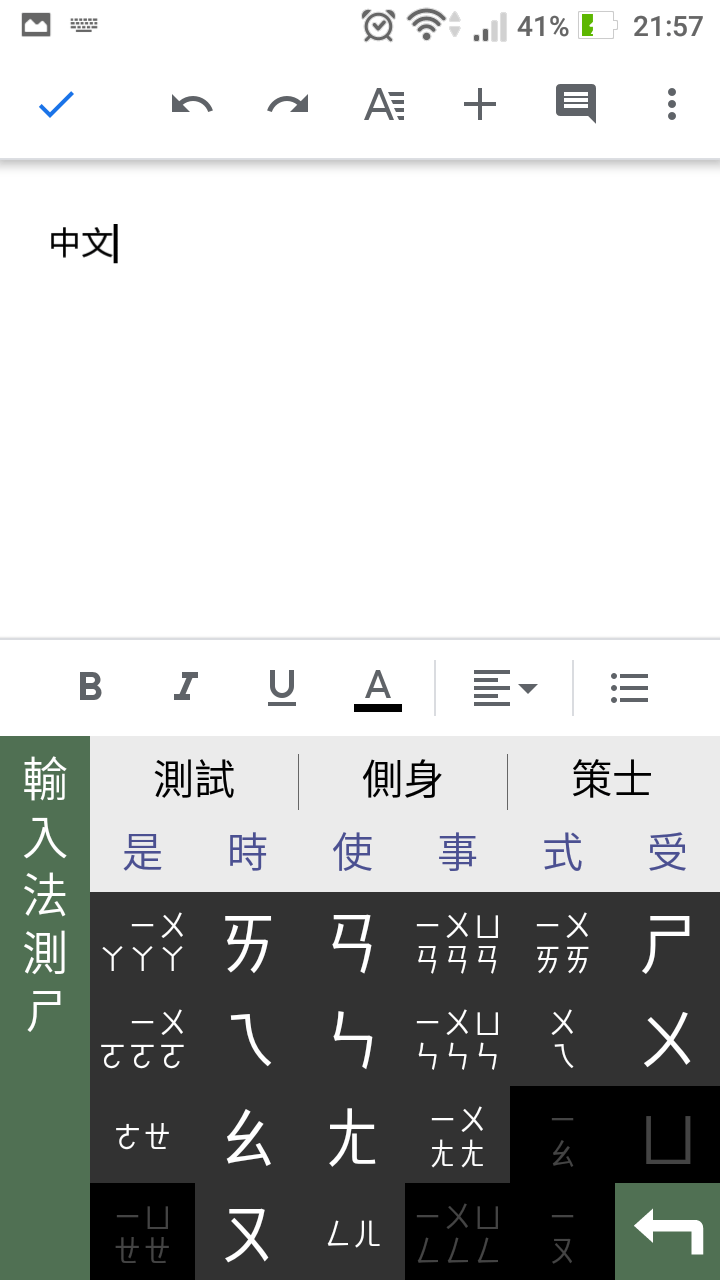 41% 21:57
中文
B I U A
輸入法測ㄕ
測試 側身 策士
是 時 使 事 式 受
ㄧㄨ
ㄚㄚㄚ ㄞ ㄢ ㄧㄨㄩ
ㄢㄢㄢ ㄧㄨ
ㄞㄞ ㄕ
ㄧㄨ
ㄛㄛㄛ ㄟ ㄣ ㄧㄨㄩ
ㄣㄣㄣ ㄨ
ㄟ ㄨ
ㄜㄝ ㄠ ㄤ ㄧㄨ
ㄤㄤ ㄧ
ㄠ ㄩ
ㄧㄩ
ㄝㄝ ㄡ ㄥㄦ ㄧㄨㄩ
ㄥㄥㄥ ㄧ
ㄡ